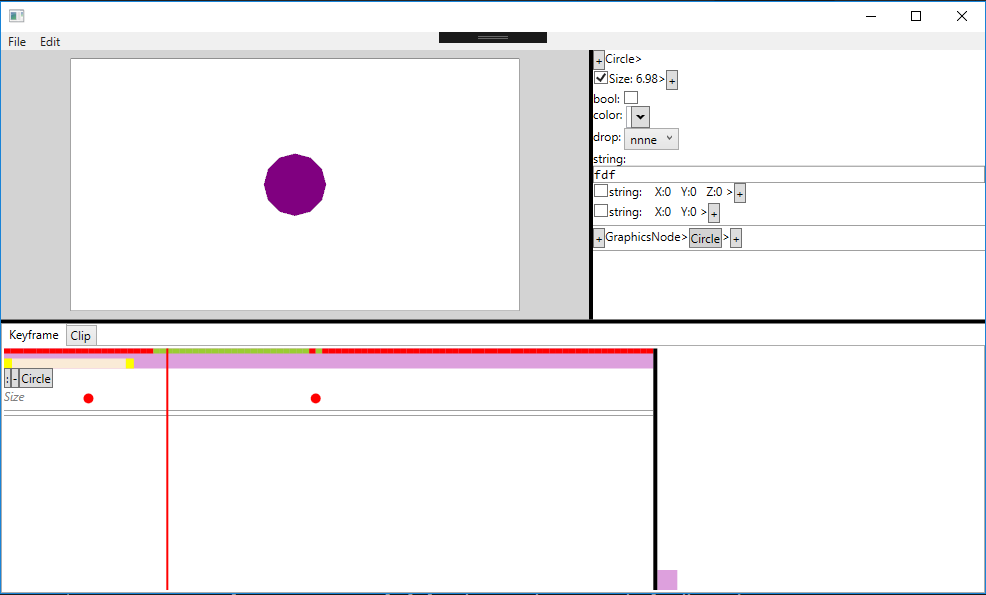 File Edit
+ Circle>
Size: 6.98> +
bool:
color:
drop: nnne
string:
fdf
string: X:0 Y:0 Z:0 > +
string: X:0 Y:0 > +
+ GraphicsNode> Circle > +
Keyframe Clip
: - Circle
Size